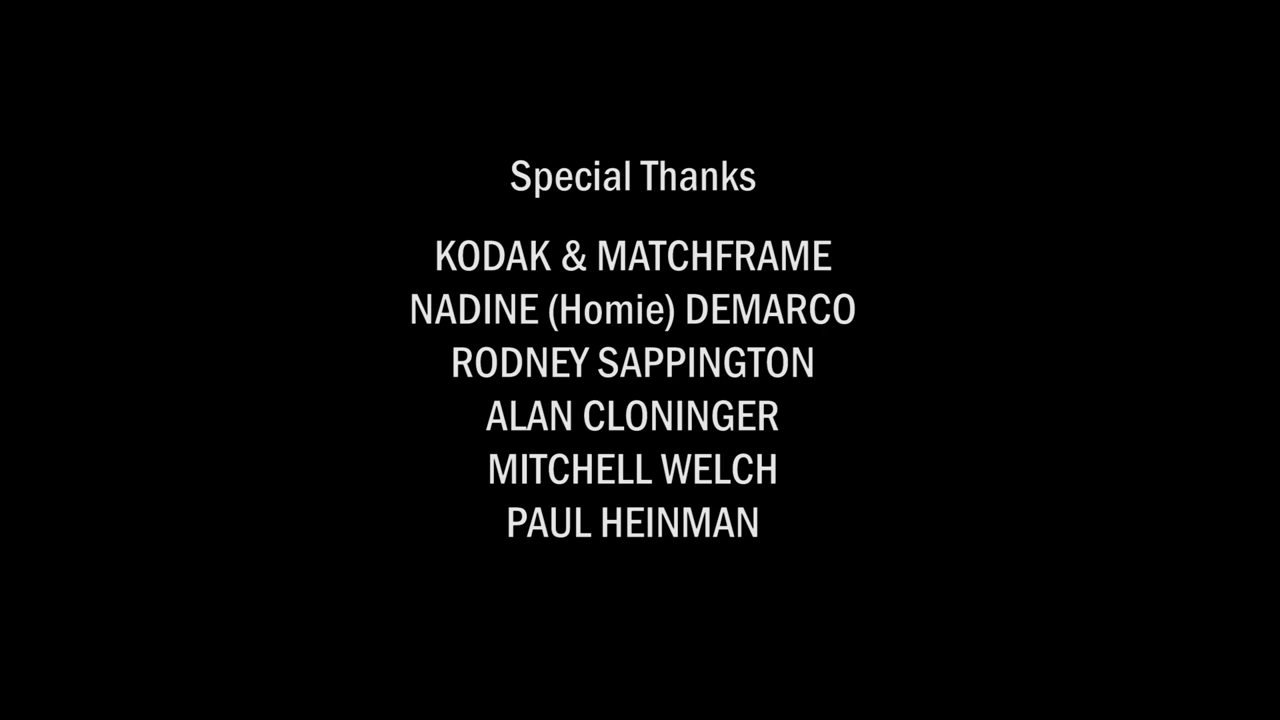 Special Thanks
KODAK & MATCHFRAME
NADINE (Homie) DEMARCO
RODNEY SAPPINGTON
ALAN CLONINGER
MITCHELL WELCH
PAUL HEINMAN